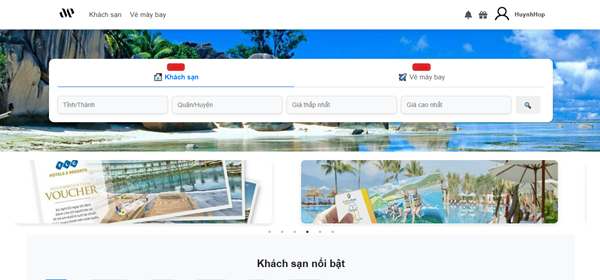 Khách sạn Vé máy bay HuynhHop
Khách sạn Vé máy bay
Tỉnh/Thành Quận/Huyện Giá thấp nhất Giá cao nhất
FLC
HOTELS & RESORTS
VOUCHER
Khách sạn nổi bật